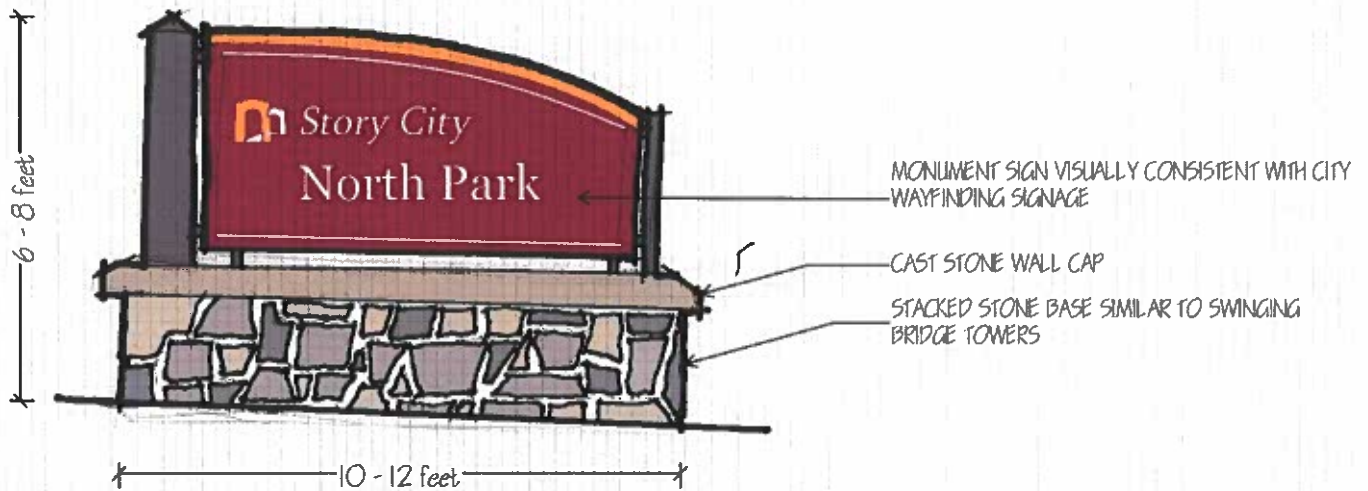 6 - 8 feet
Story City
North Park
MONUMENT SIGN VISUALLY CONSISTENT WITH CITY
WAYFINDING SIGNAGE
CAST STONE WALL CAP
STACKED STONE BASE SIMILAR TO SWINGING
BRIDGE TOWERS
10 - 12 feet